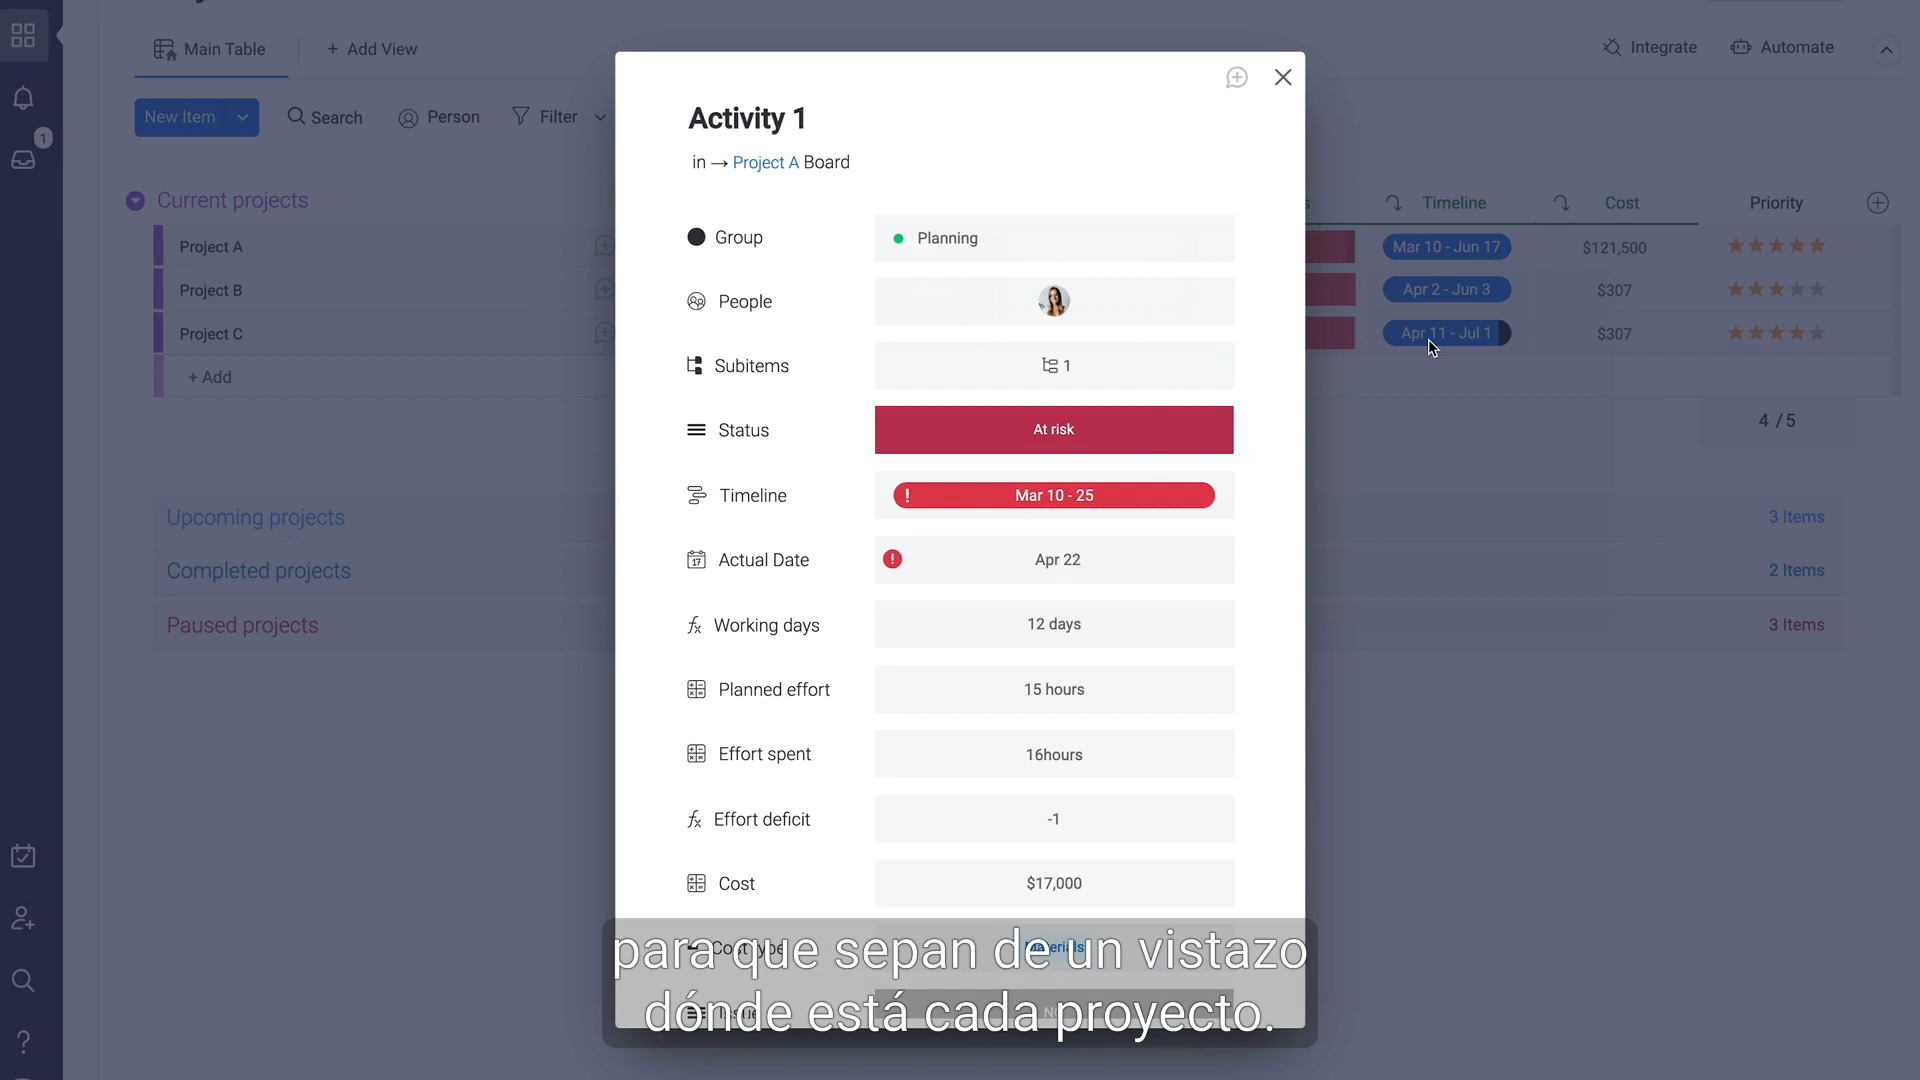 Main Table
+ Add View
Integrate
Automate
New Item
Search
Person
Filter
1
Current projects
Timeline
Cost
Priority
Project A
Mar 10 - Jun 17
$121,500
Project B
Apr 2 - Jun 3
$307
Project C
Apr 11 - Jul 1
$307
+ Add
4 / 5
Upcoming projects
3 Items
Completed projects
2 Items
Paused projects
3 Items
Activity 1
in → Project A Board
Group
Planning
People
Subitems
1
Status
At risk
Timeline
! Mar 10 - 25
Actual Date
! Apr 22
Working days
12 days
Planned effort
15 hours
Effort spent
16hours
Effort deficit
-1
Cost
$17,000
Cost type
Materials
para que sepan de un vistazo
dónde está cada proyecto.